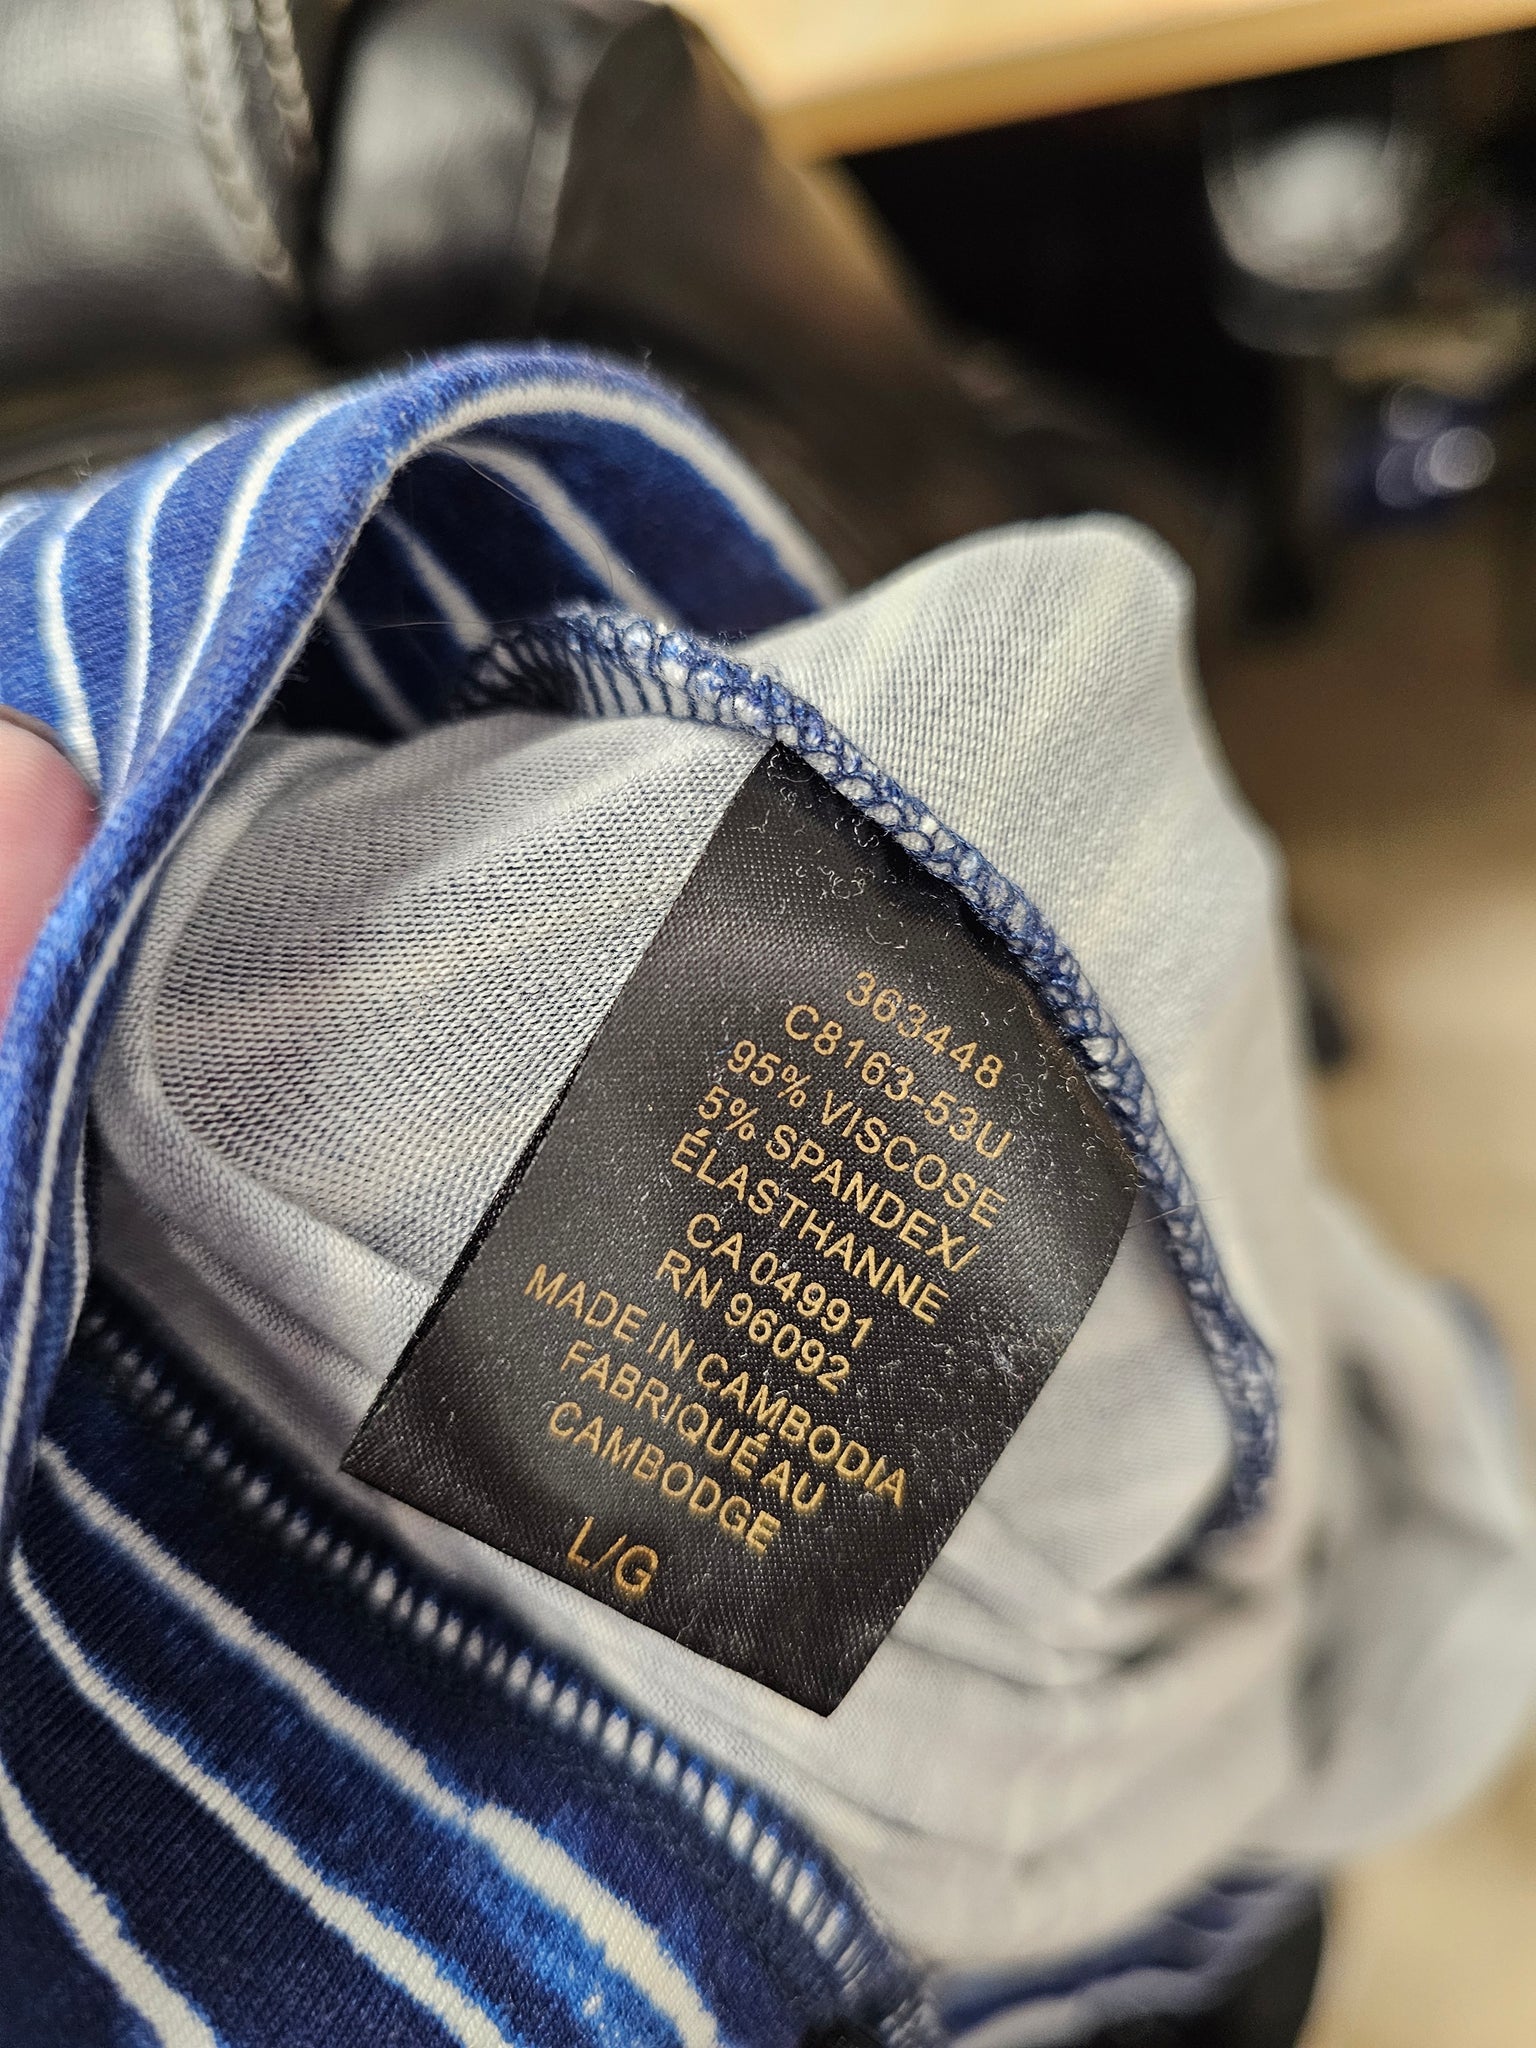 363448
C8163-53U
95% VISCOSE
5% SPANDEX/
ÉLASTHANNE
CA 04991
RN 96092
MADE IN CAMBODIA
FABRIQUÉ AU
CAMBODGE
L/G